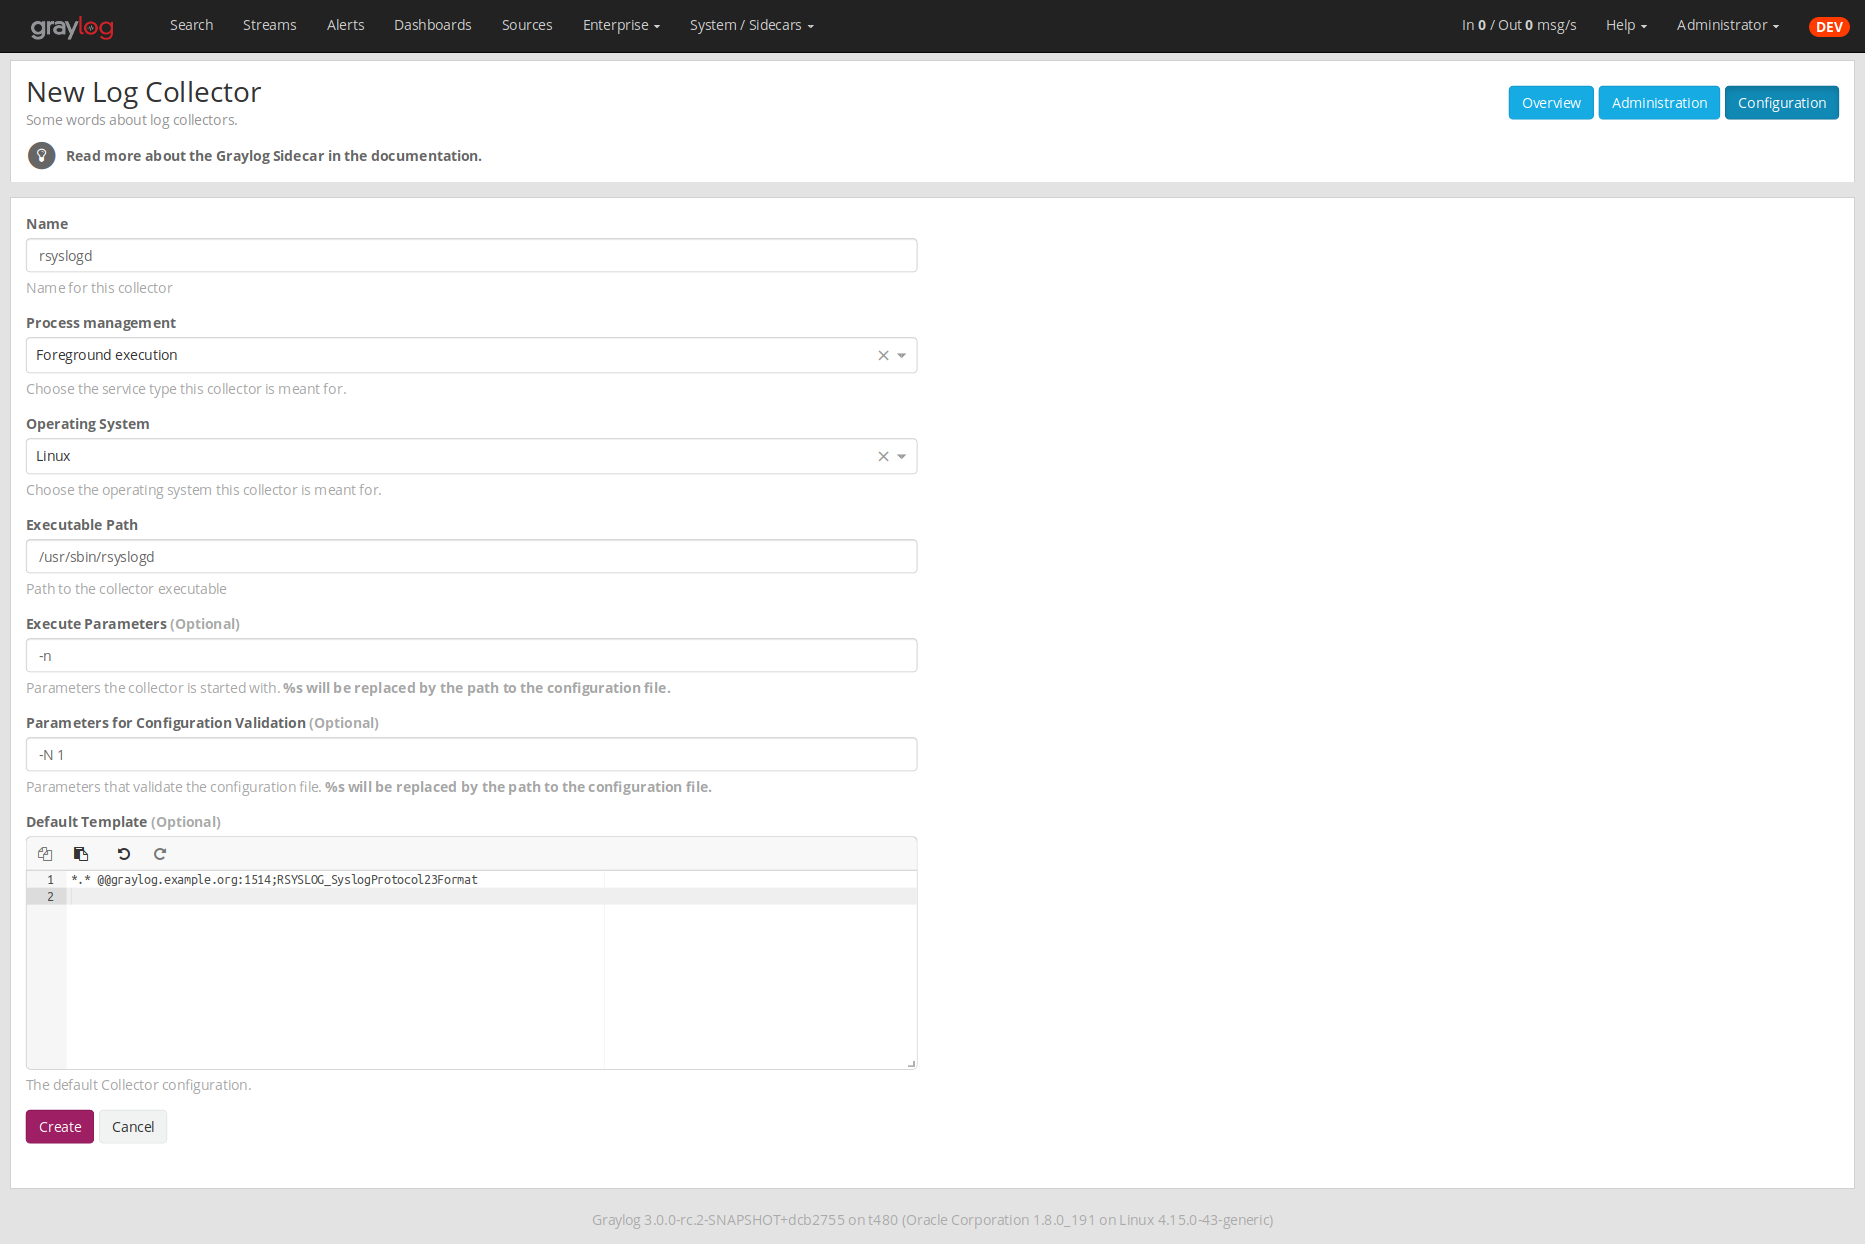 graylog Search Streams Alerts Dashboards Sources Enterprise System / Sidecars In 0 / Out 0 msg/s Help Administrator DEV
New Log Collector
Some words about log collectors.
Overview Administration Configuration
Read more about the Graylog Sidecar in the documentation.
Name
rsyslogd
Name for this collector
Process management
Foreground execution
Choose the service type this collector is meant for.
Operating System
Linux
Choose the operating system this collector is meant for.
Executable Path
/usr/sbin/rsyslogd
Path to the collector executable
Execute Parameters (Optional)
-n
Parameters the collector is started with. %s will be replaced by the path to the configuration file.
Parameters for Configuration Validation (Optional)
-N 1
Parameters that validate the configuration file. %s will be replaced by the path to the configuration file.
Default Template (Optional)
1 *.* @@graylog.example.org:1514;RSYSLOG_SyslogProtocol23Format
2
The default Collector configuration.
Create Cancel
Graylog 3.0.0-rc.2-SNAPSHOT+dcb2755 on t480 (Oracle Corporation 1.8.0_191 on Linux 4.15.0-43-generic)